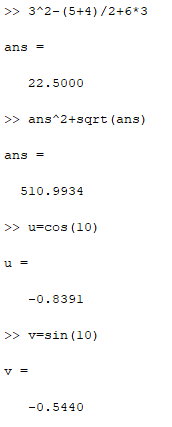 >> 3^2-(5+4)/2+6*3
ans =
22.5000
>> ans^2+sqrt(ans)
ans =
510.9934
>> u=cos(10)
u =
-0.8391
>> v=sin(10)
v =
-0.5440